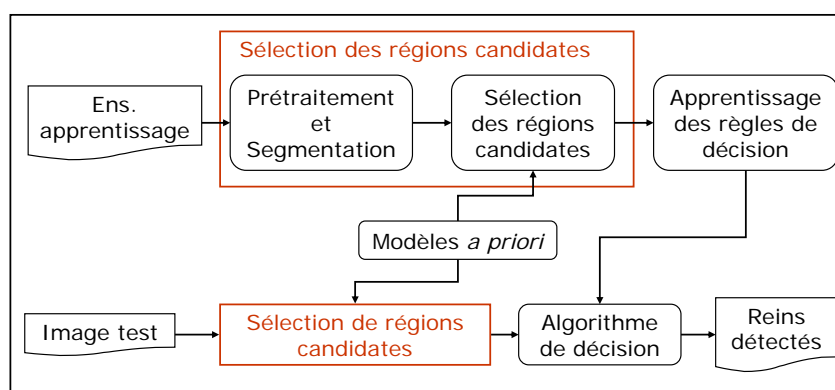 Sélection des régions candidates
Ens.
apprentissage
Prétraitement
et
Segmentation
Sélection
des régions
candidates
Apprentissage
des règles de
décision
Modèles a priori
Image test
Sélection de régions
candidates
Algorithme
de décision
Reins
détectés